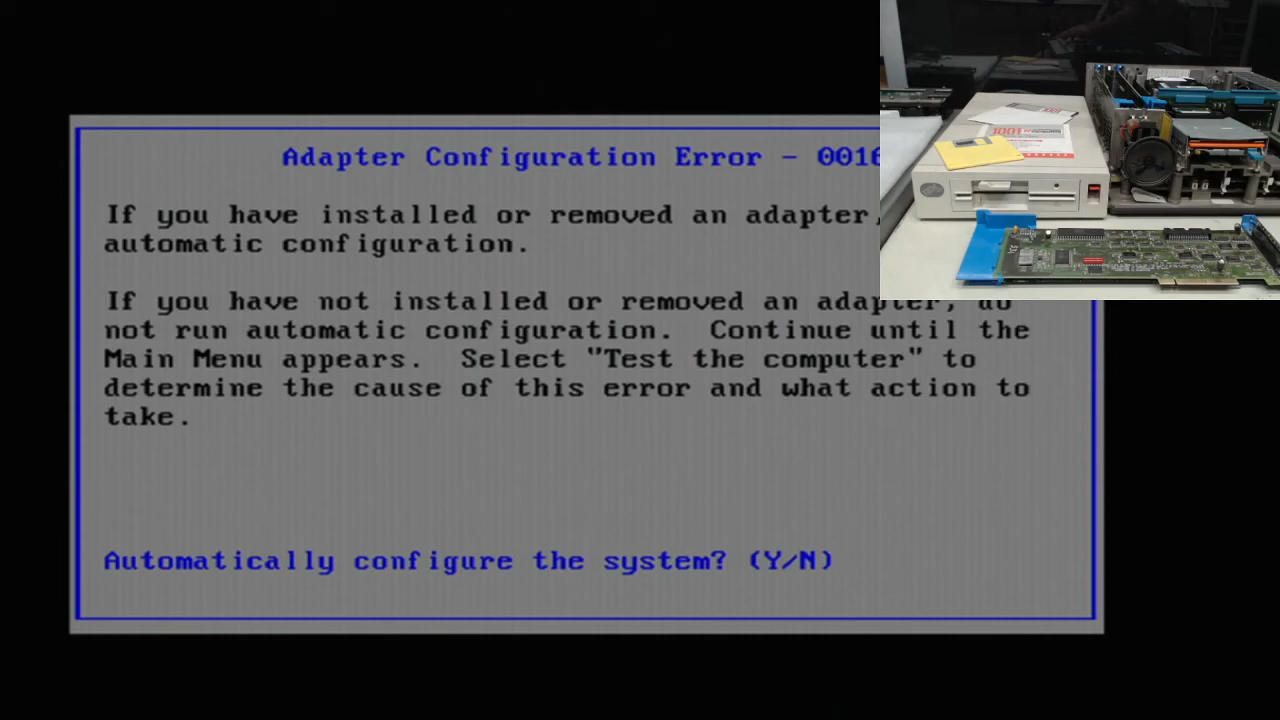 Adapter Configuration Error - 0016
If you have installed or removed an adapter,
automatic configuration.
If you have not installed or removed an adapter, do
not run automatic configuration. Continue until the
Main Menu appears. Select "Test the computer" to
determine the cause of this error and what action to
take.
Automatically configure the system? (Y/N)